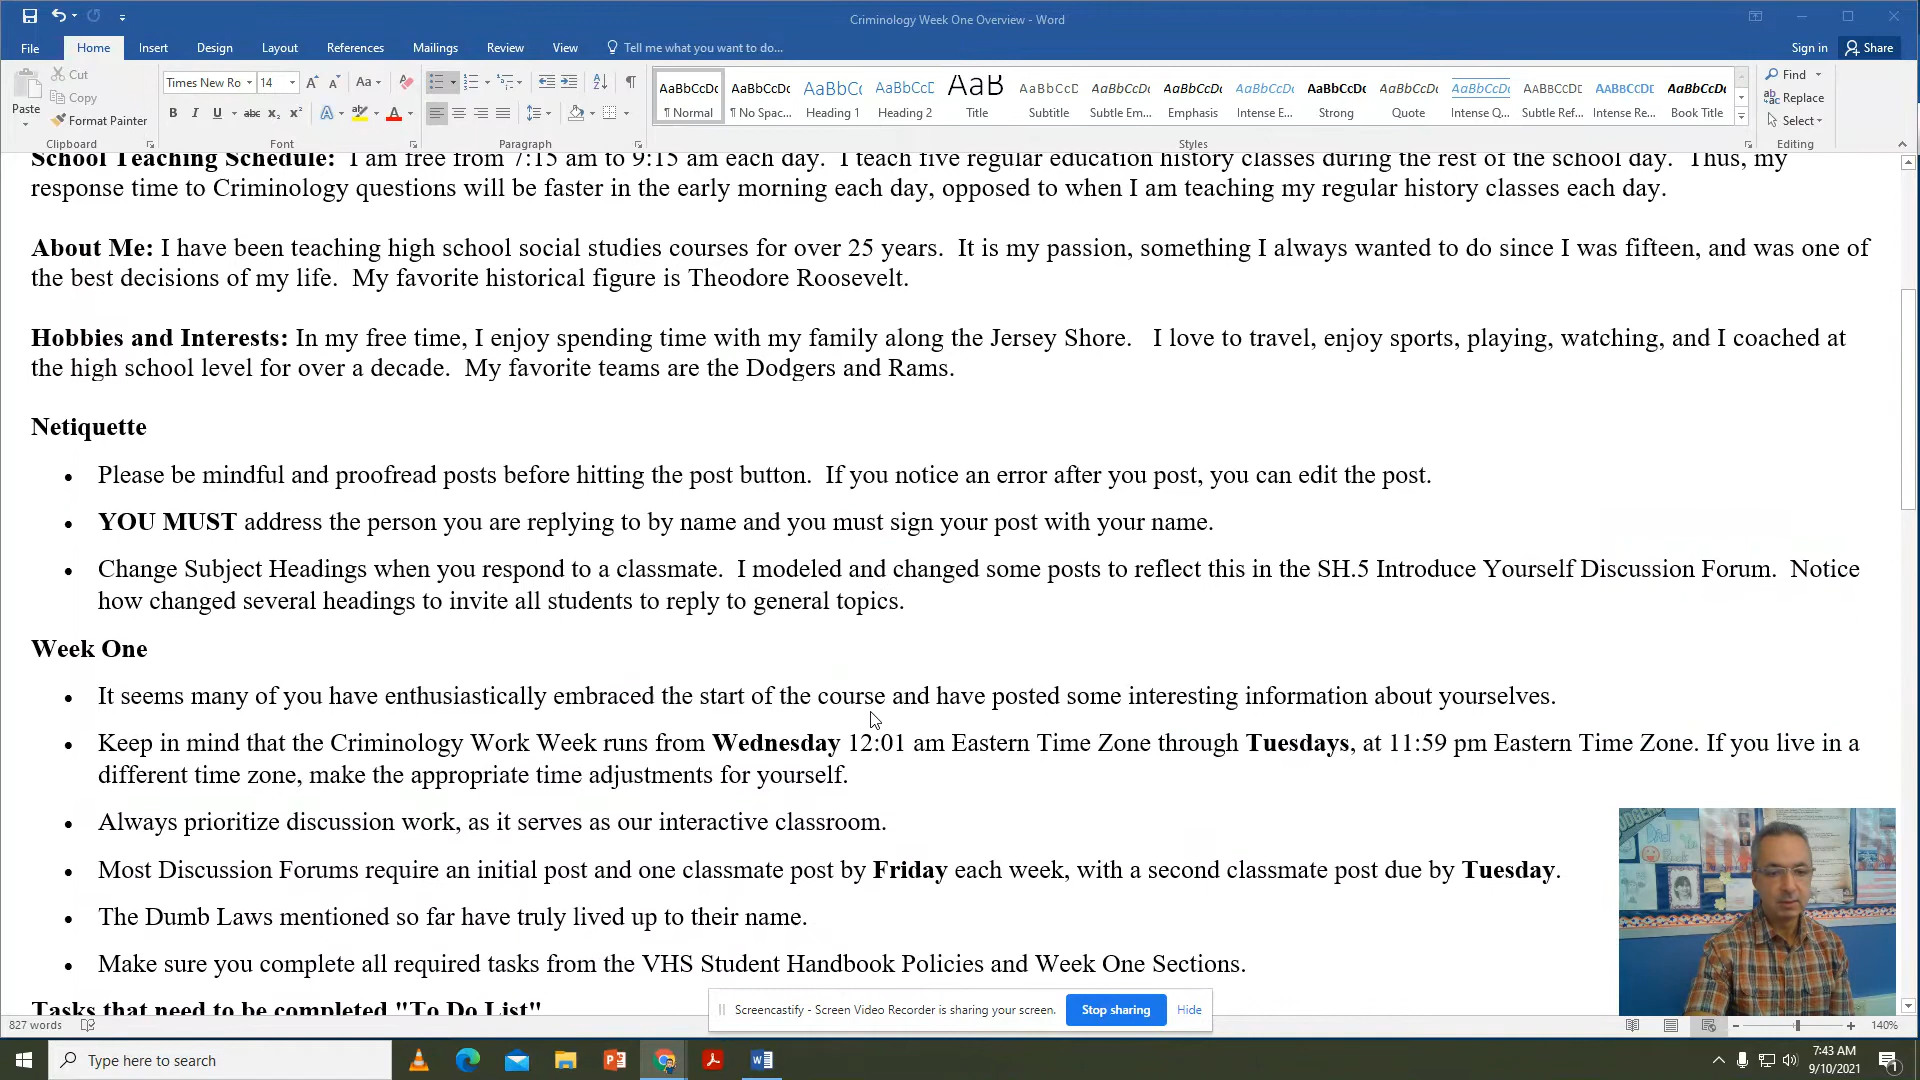 Criminology Week One Overview - Word
File Home Insert Design Layout References Mailings Review View Tell me what you want to do... Sign in Share
Cut
Copy
Format Painter
Paste
Clipboard
Times New Ro 14
Font
Paragraph
AaBbCcDc AaBbCcDc AaBbCc AaBbCcD AaB AaBbCcD AaBbCcDc AaBbCcDc AaBbCcDc AaBbCcDc AaBbCcDc AaBbCcDc AABBCCDD AABBCCDD AaBbCcDc
¶ Normal ¶ No Spac... Heading 1 Heading 2 Title Subtitle Subtle Em... Emphasis Intense E... Strong Quote Intense Q... Subtle Ref... Intense Re... Book Title
Styles
Find
Replace
Select
Editing
School Teaching Schedule: I am free from 7:15 am to 9:15 am each day. I teach five regular education history classes during the rest of the school day. Thus, my
response time to Criminology questions will be faster in the early morning each day, opposed to when I am teaching my regular history classes each day.
About Me: I have been teaching high school social studies courses for over 25 years. It is my passion, something I always wanted to do since I was fifteen, and was one of
the best decisions of my life. My favorite historical figure is Theodore Roosevelt.
Hobbies and Interests: In my free time, I enjoy spending time with my family along the Jersey Shore. I love to travel, enjoy sports, playing, watching, and I coached at
the high school level for over a decade. My favorite teams are the Dodgers and Rams.
Netiquette
• Please be mindful and proofread posts before hitting the post button. If you notice an error after you post, you can edit the post.
• YOU MUST address the person you are replying to by name and you must sign your post with your name.
• Change Subject Headings when you respond to a classmate. I modeled and changed some posts to reflect this in the SH.5 Introduce Yourself Discussion Forum. Notice
how changed several headings to invite all students to reply to general topics.
Week One
• It seems many of you have enthusiastically embraced the start of the course and have posted some interesting information about yourselves.
• Keep in mind that the Criminology Work Week runs from Wednesday 12:01 am Eastern Time Zone through Tuesdays, at 11:59 pm Eastern Time Zone. If you live in a
different time zone, make the appropriate time adjustments for yourself.
• Always prioritize discussion work, as it serves as our interactive classroom.
• Most Discussion Forums require an initial post and one classmate post by Friday each week, with a second classmate post due by Tuesday.
• The Dumb Laws mentioned so far have truly lived up to their name.
• Make sure you complete all required tasks from the VHS Student Handbook Policies and Week One Sections.
Tasks that need to be completed "To Do List"
Screencastify - Screen Video Recorder is sharing your screen. Stop sharing Hide
827 words
140%
Type here to search
7:43 AM
9/10/2021